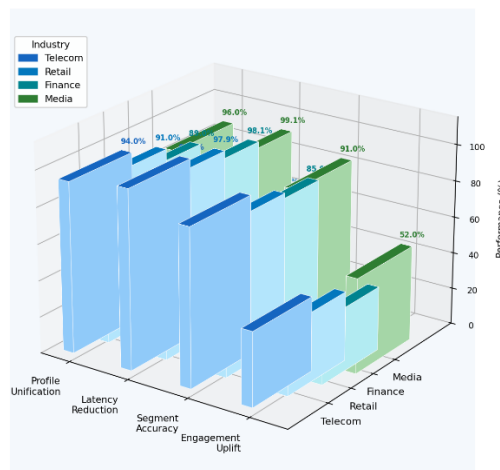 Industry
Telecom
Retail
Finance
Media
94.0%
91.0%
96.0%
97.9%
98.1%
99.1%
91.0%
52.0%
100
80
60
40
20
0
Profile
Unification
Latency
Reduction
Segment
Accuracy
Engagement
Uplift
Telecom
Retail
Finance
Media